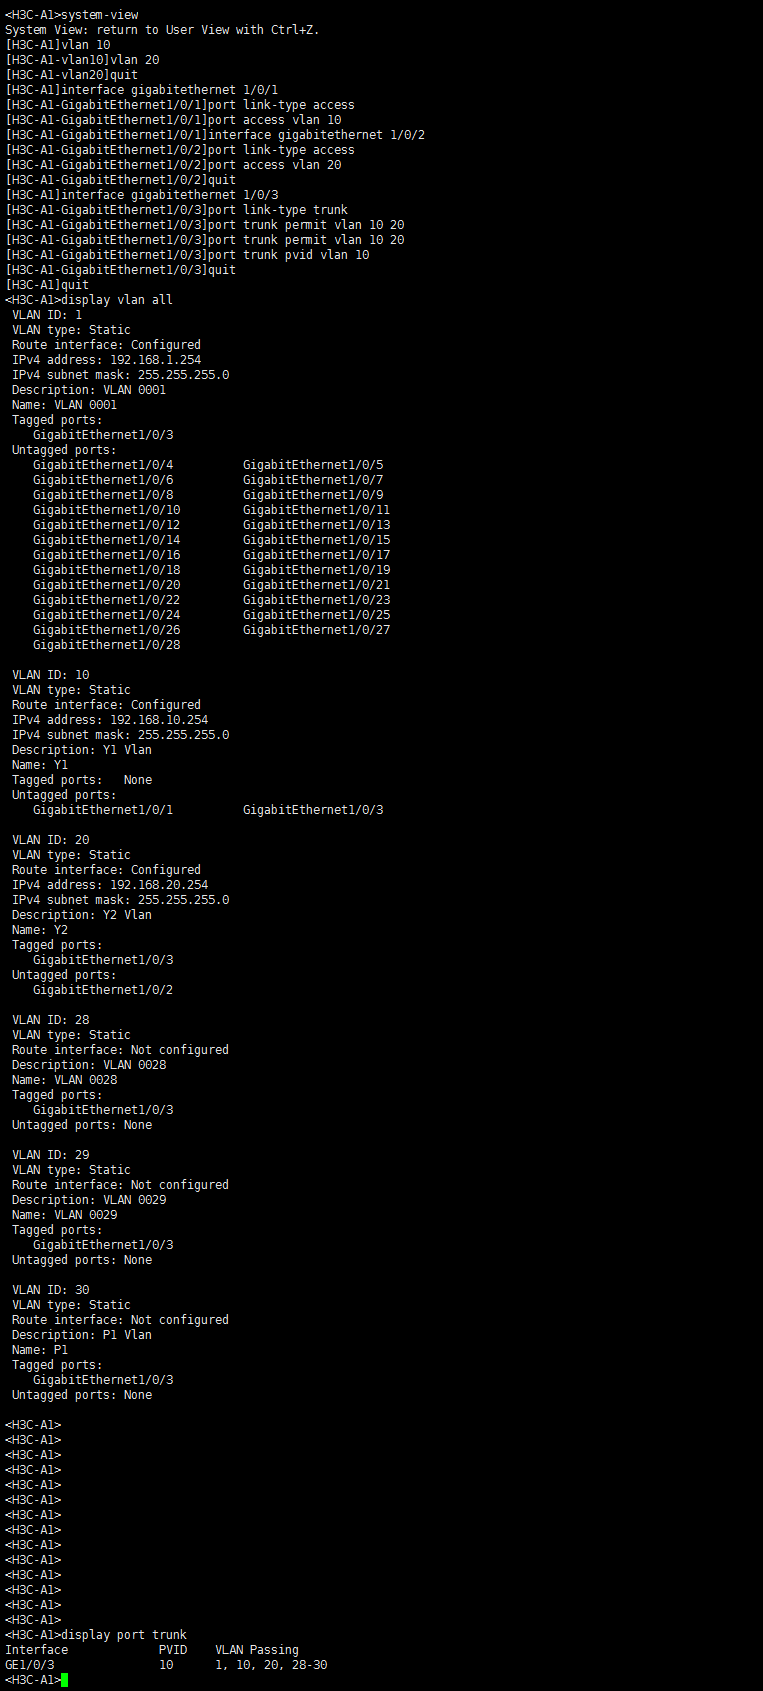 <H3C-A1>system-view
System View: return to User View with Ctrl+Z.
[H3C-A1]vlan 10
[H3C-A1-vlan10]vlan 20
[H3C-A1-vlan20]quit
[H3C-A1]interface gigabitethernet 1/0/1
[H3C-A1-GigabitEthernet1/0/1]port link-type access
[H3C-A1-GigabitEthernet1/0/1]port access vlan 10
[H3C-A1-GigabitEthernet1/0/1]interface gigabitethernet 1/0/2
[H3C-A1-GigabitEthernet1/0/2]port link-type access
[H3C-A1-GigabitEthernet1/0/2]port access vlan 20
[H3C-A1-GigabitEthernet1/0/2]quit
[H3C-A1]interface gigabitethernet 1/0/3
[H3C-A1-GigabitEthernet1/0/3]port link-type trunk
[H3C-A1-GigabitEthernet1/0/3]port trunk permit vlan 10 20
[H3C-A1-GigabitEthernet1/0/3]port trunk permit vlan 10 20
[H3C-A1-GigabitEthernet1/0/3]port trunk pvid vlan 10
[H3C-A1-GigabitEthernet1/0/3]quit
[H3C-A1]quit
<H3C-A1>display vlan all
VLAN ID: 1
VLAN type: Static
Route interface: Configured
IPv4 address: 192.168.1.254
IPv4 subnet mask: 255.255.255.0
Description: VLAN 0001
Name: VLAN 0001
Tagged ports:
GigabitEthernet1/0/3
Untagged ports:
GigabitEthernet1/0/4 GigabitEthernet1/0/5
GigabitEthernet1/0/6 GigabitEthernet1/0/7
GigabitEthernet1/0/8 GigabitEthernet1/0/9
GigabitEthernet1/0/10 GigabitEthernet1/0/11
GigabitEthernet1/0/12 GigabitEthernet1/0/13
GigabitEthernet1/0/14 GigabitEthernet1/0/15
GigabitEthernet1/0/16 GigabitEthernet1/0/17
GigabitEthernet1/0/18 GigabitEthernet1/0/19
GigabitEthernet1/0/20 GigabitEthernet1/0/21
GigabitEthernet1/0/22 GigabitEthernet1/0/23
GigabitEthernet1/0/24 GigabitEthernet1/0/25
GigabitEthernet1/0/26 GigabitEthernet1/0/27
GigabitEthernet1/0/28
VLAN ID: 10
VLAN type: Static
Route interface: Configured
IPv4 address: 192.168.10.254
IPv4 subnet mask: 255.255.255.0
Description: Y1 Vlan
Name: Y1
Tagged ports: None
Untagged ports:
GigabitEthernet1/0/1 GigabitEthernet1/0/3
VLAN ID: 20
VLAN type: Static
Route interface: Configured
IPv4 address: 192.168.20.254
IPv4 subnet mask: 255.255.255.0
Description: Y2 Vlan
Name: Y2
Tagged ports:
GigabitEthernet1/0/3
Untagged ports:
GigabitEthernet1/0/2
VLAN ID: 28
VLAN type: Static
Route interface: Not configured
Description: VLAN 0028
Name: VLAN 0028
Tagged ports:
GigabitEthernet1/0/3
Untagged ports: None
VLAN ID: 29
VLAN type: Static
Route interface: Not configured
Description: VLAN 0029
Name: VLAN 0029
Tagged ports:
GigabitEthernet1/0/3
Untagged ports: None
VLAN ID: 30
VLAN type: Static
Route interface: Not configured
Description: P1 Vlan
Name: P1
Tagged ports:
GigabitEthernet1/0/3
Untagged ports: None
<H3C-A1>
<H3C-A1>
<H3C-A1>
<H3C-A1>
<H3C-A1>
<H3C-A1>
<H3C-A1>
<H3C-A1>
<H3C-A1>
<H3C-A1>
<H3C-A1>
<H3C-A1>
<H3C-A1>
<H3C-A1>
<H3C-A1>display port trunk
Interface PVID VLAN Passing
GE1/0/3 10 1, 10, 20, 28-30
<H3C-A1>